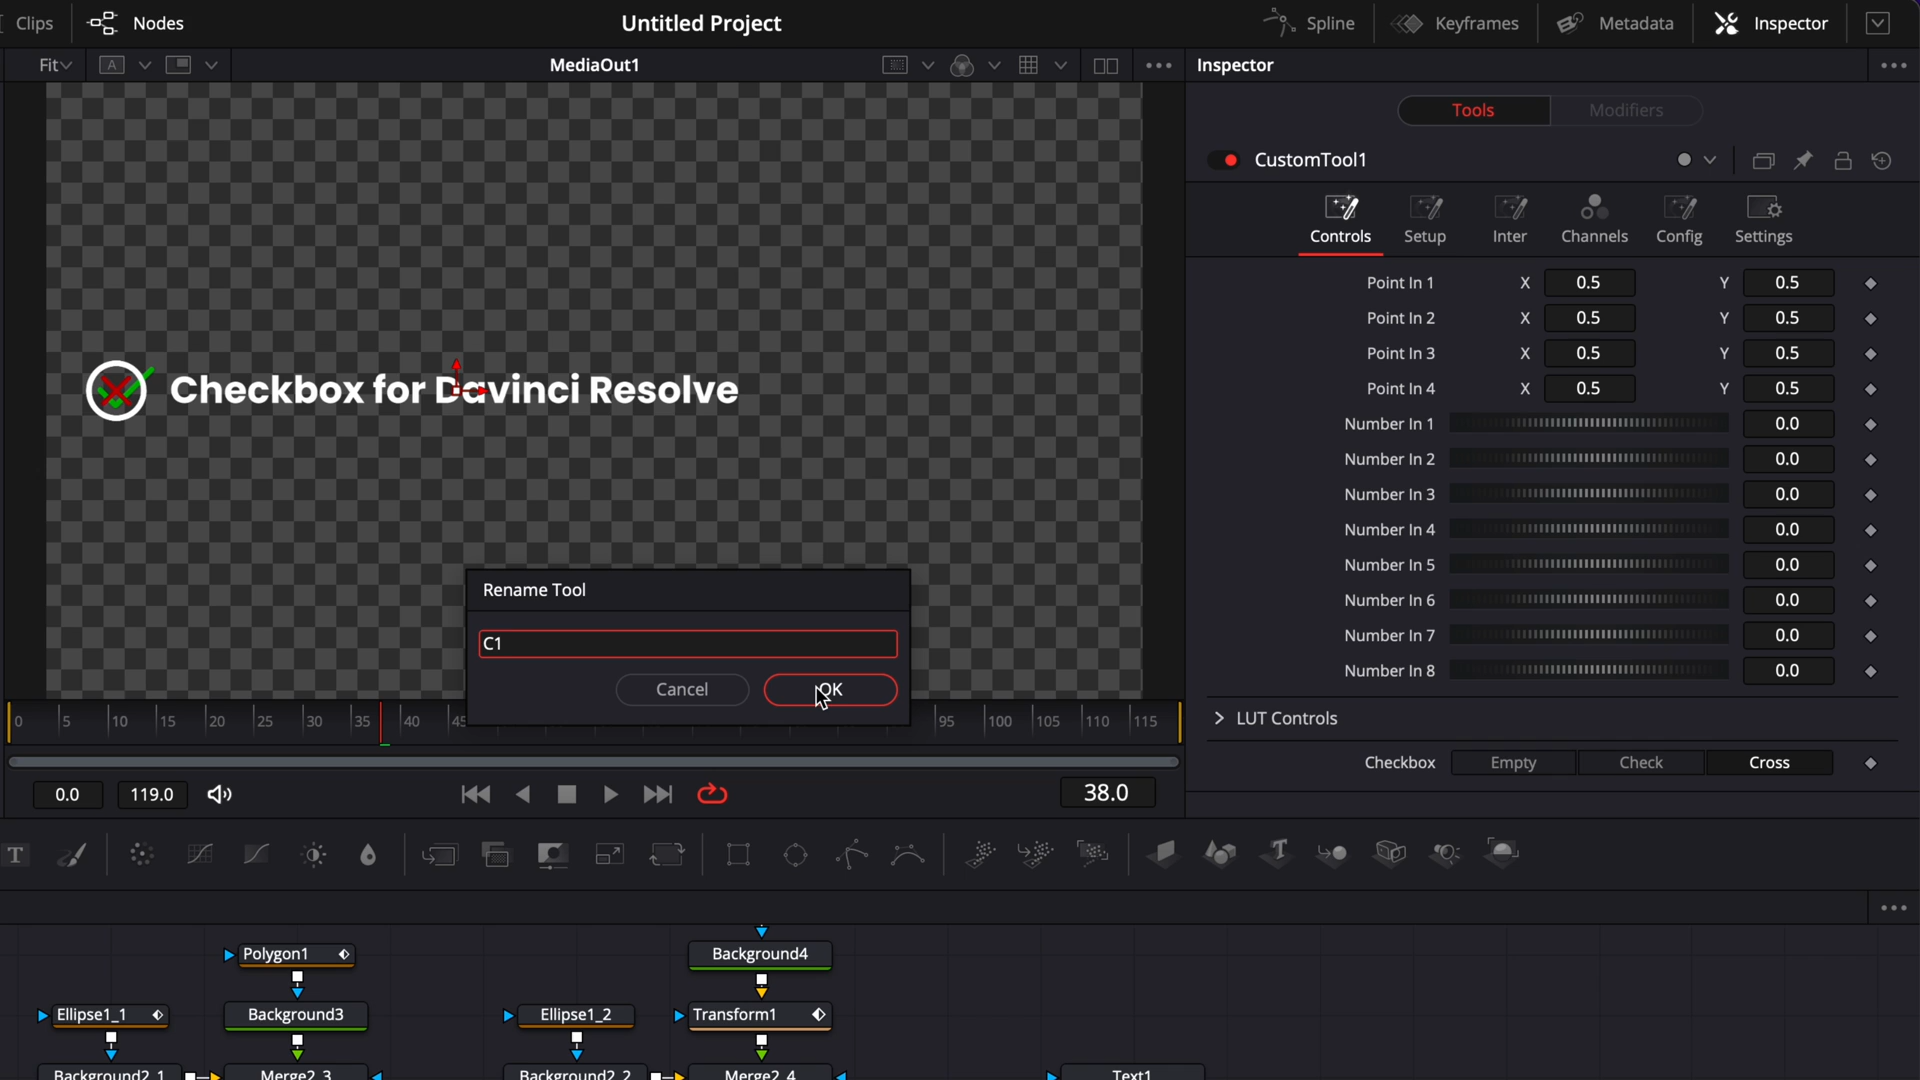 Clips
Nodes
Untitled Project
Spline
Keyframes
Metadata
Inspector
Fit
A
MediaOut1
Inspector
Tools
Modifiers
CustomTool1
Controls
Setup
Inter
Channels
Config
Settings
Point In 1 X 0.5 Y 0.5
Point In 2 X 0.5 Y 0.5
Point In 3 X 0.5 Y 0.5
Point In 4 X 0.5 Y 0.5
Number In 1 0.0
Number In 2 0.0
Number In 3 0.0
Number In 4 0.0
Number In 5 0.0
Number In 6 0.0
Number In 7 0.0
Number In 8 0.0
LUT Controls
Checkbox Empty Check Cross
Checkbox for Davinci Resolve
Rename Tool
C1
Cancel
OK
0 5 10 15 20 25 30 35 40 45 95 100 105 110 115
0.0
119.0
38.0
T
Polygon1
Background4
Ellipse1_1
Background3
Ellipse1_2
Transform1
Background2_1
Merge2_3
Background2_2
Merge2_4
Text1